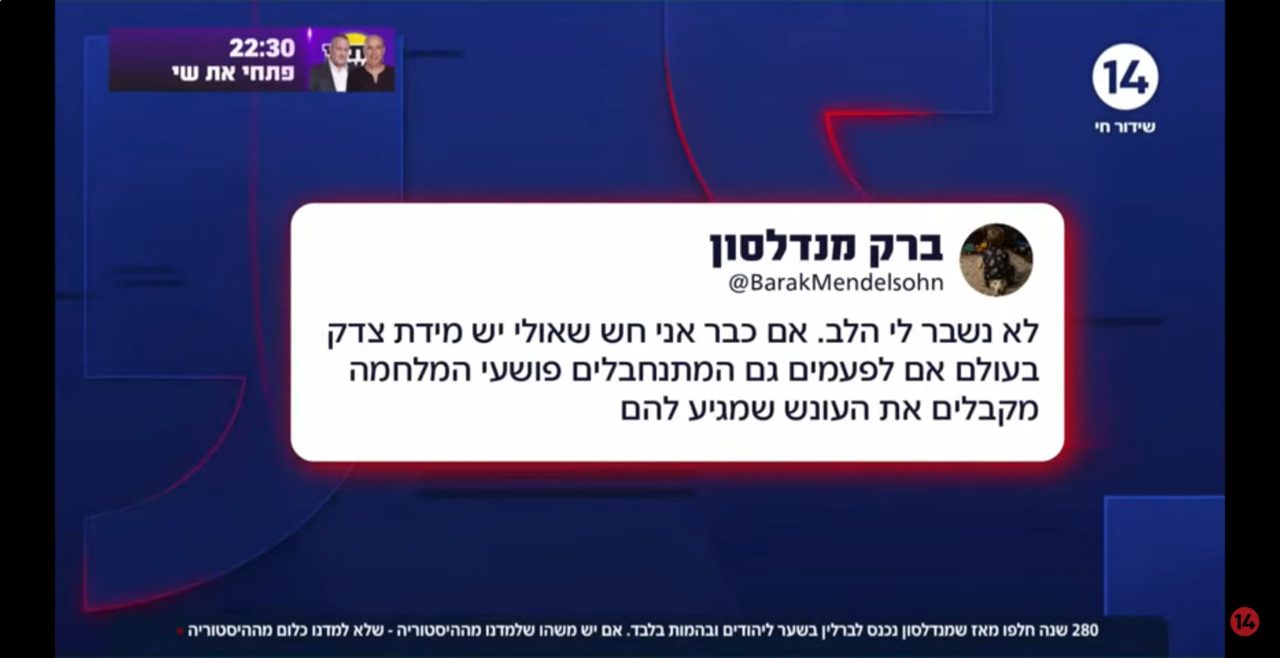 22:30
פתחי את שי
14
שידור חי
ברק מנדלסון
@BarakMendelsohn
לא נשבר לי הלב. אם כבר אני חש שאולי יש מידת צדק
בעולם אם לפעמים גם המתנחבלים פושעי המלחמה
מקבלים את העונש שמגיע להם
280 שנה חלפו מאז שמנדלסון נכנס לברלין בשער ליהודים ובהמות בלבד. אם יש משהו שלמדנו מההיסטוריה - שלא למדנו כלום מההיסטוריה
14